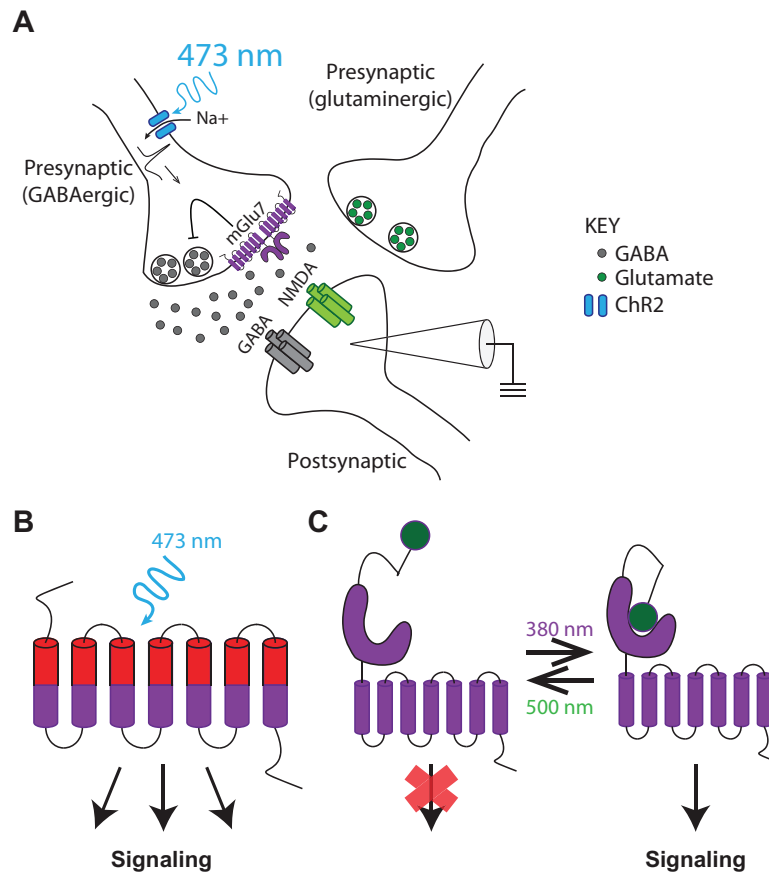 A
473 nm
Presynaptic
(glutaminergic)
Na+
Presynaptic
(GABAergic)
mGlu7
KEY
GABA
Glutamate
ChR2
NMDA
GABA
Postsynaptic
B
473 nm
Signaling
C
380 nm
500 nm
Signaling